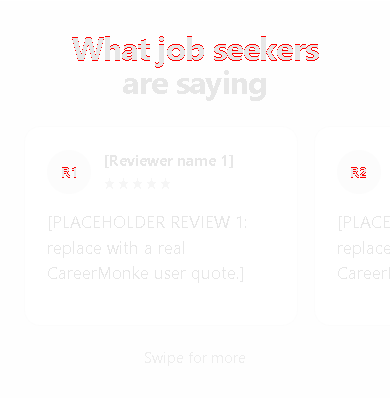 What job seekers
are saying
R1
[Reviewer name 1]
★★★★★
[PLACEHOLDER REVIEW 1:
replace with a real
CareerMonke user quote.]
R2
[PLACE
replace
Career
Swipe for more